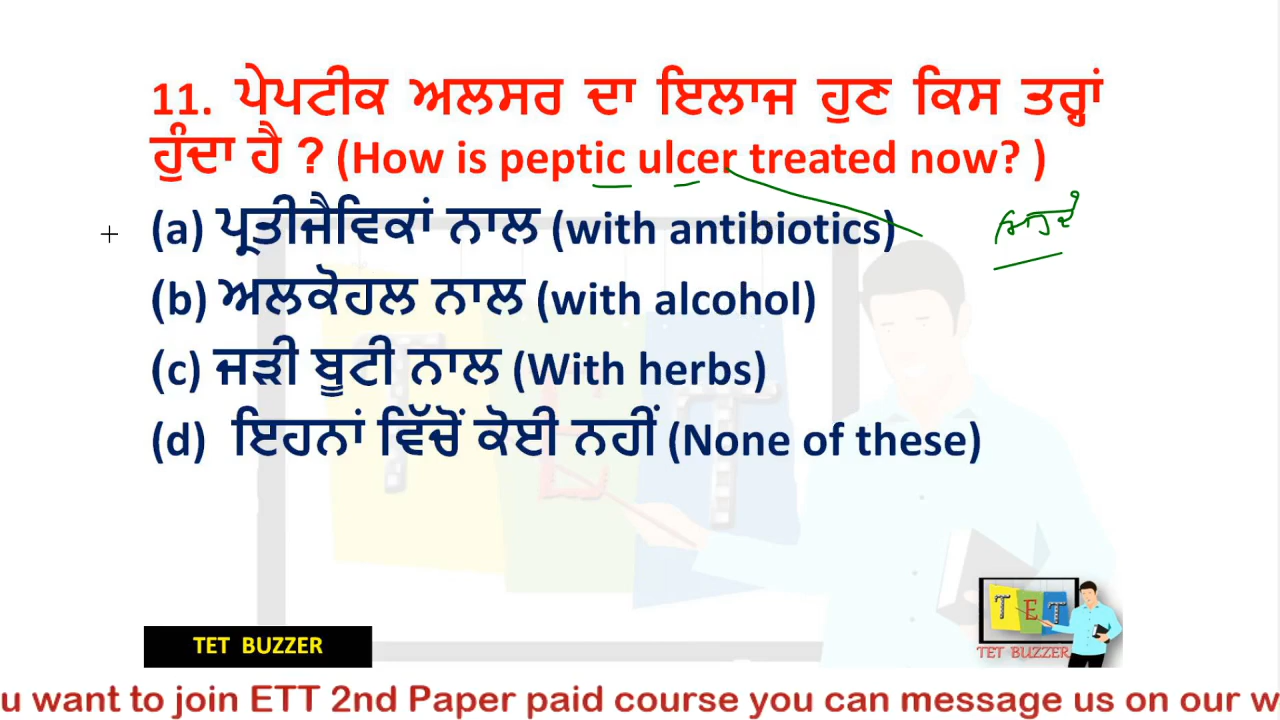 11. ਪੇਪਟੀਕ ਅਲਸਰ ਦਾ ਇਲਾਜ ਹੁਣ ਕਿਸ ਤਰ੍ਹਾਂ
ਹੁੰਦਾ ਹੈ ? (How is peptic ulcer treated now? )
(a) ਪ੍ਰਤੀਜੈਵਿਕਾਂ ਨਾਲ (with antibiotics)
(b) ਅਲਕੋਹਲ ਨਾਲ (with alcohol)
(c) ਜੜੀ ਬੂਟੀ ਨਾਲ (With herbs)
(d) ਇਹਨਾਂ ਵਿੱਚੋਂ ਕੋਈ ਨਹੀਂ (None of these)
TET
TET BUZZER
TET BUZZER
u want to join ETT 2nd Paper paid course you can message us on our w